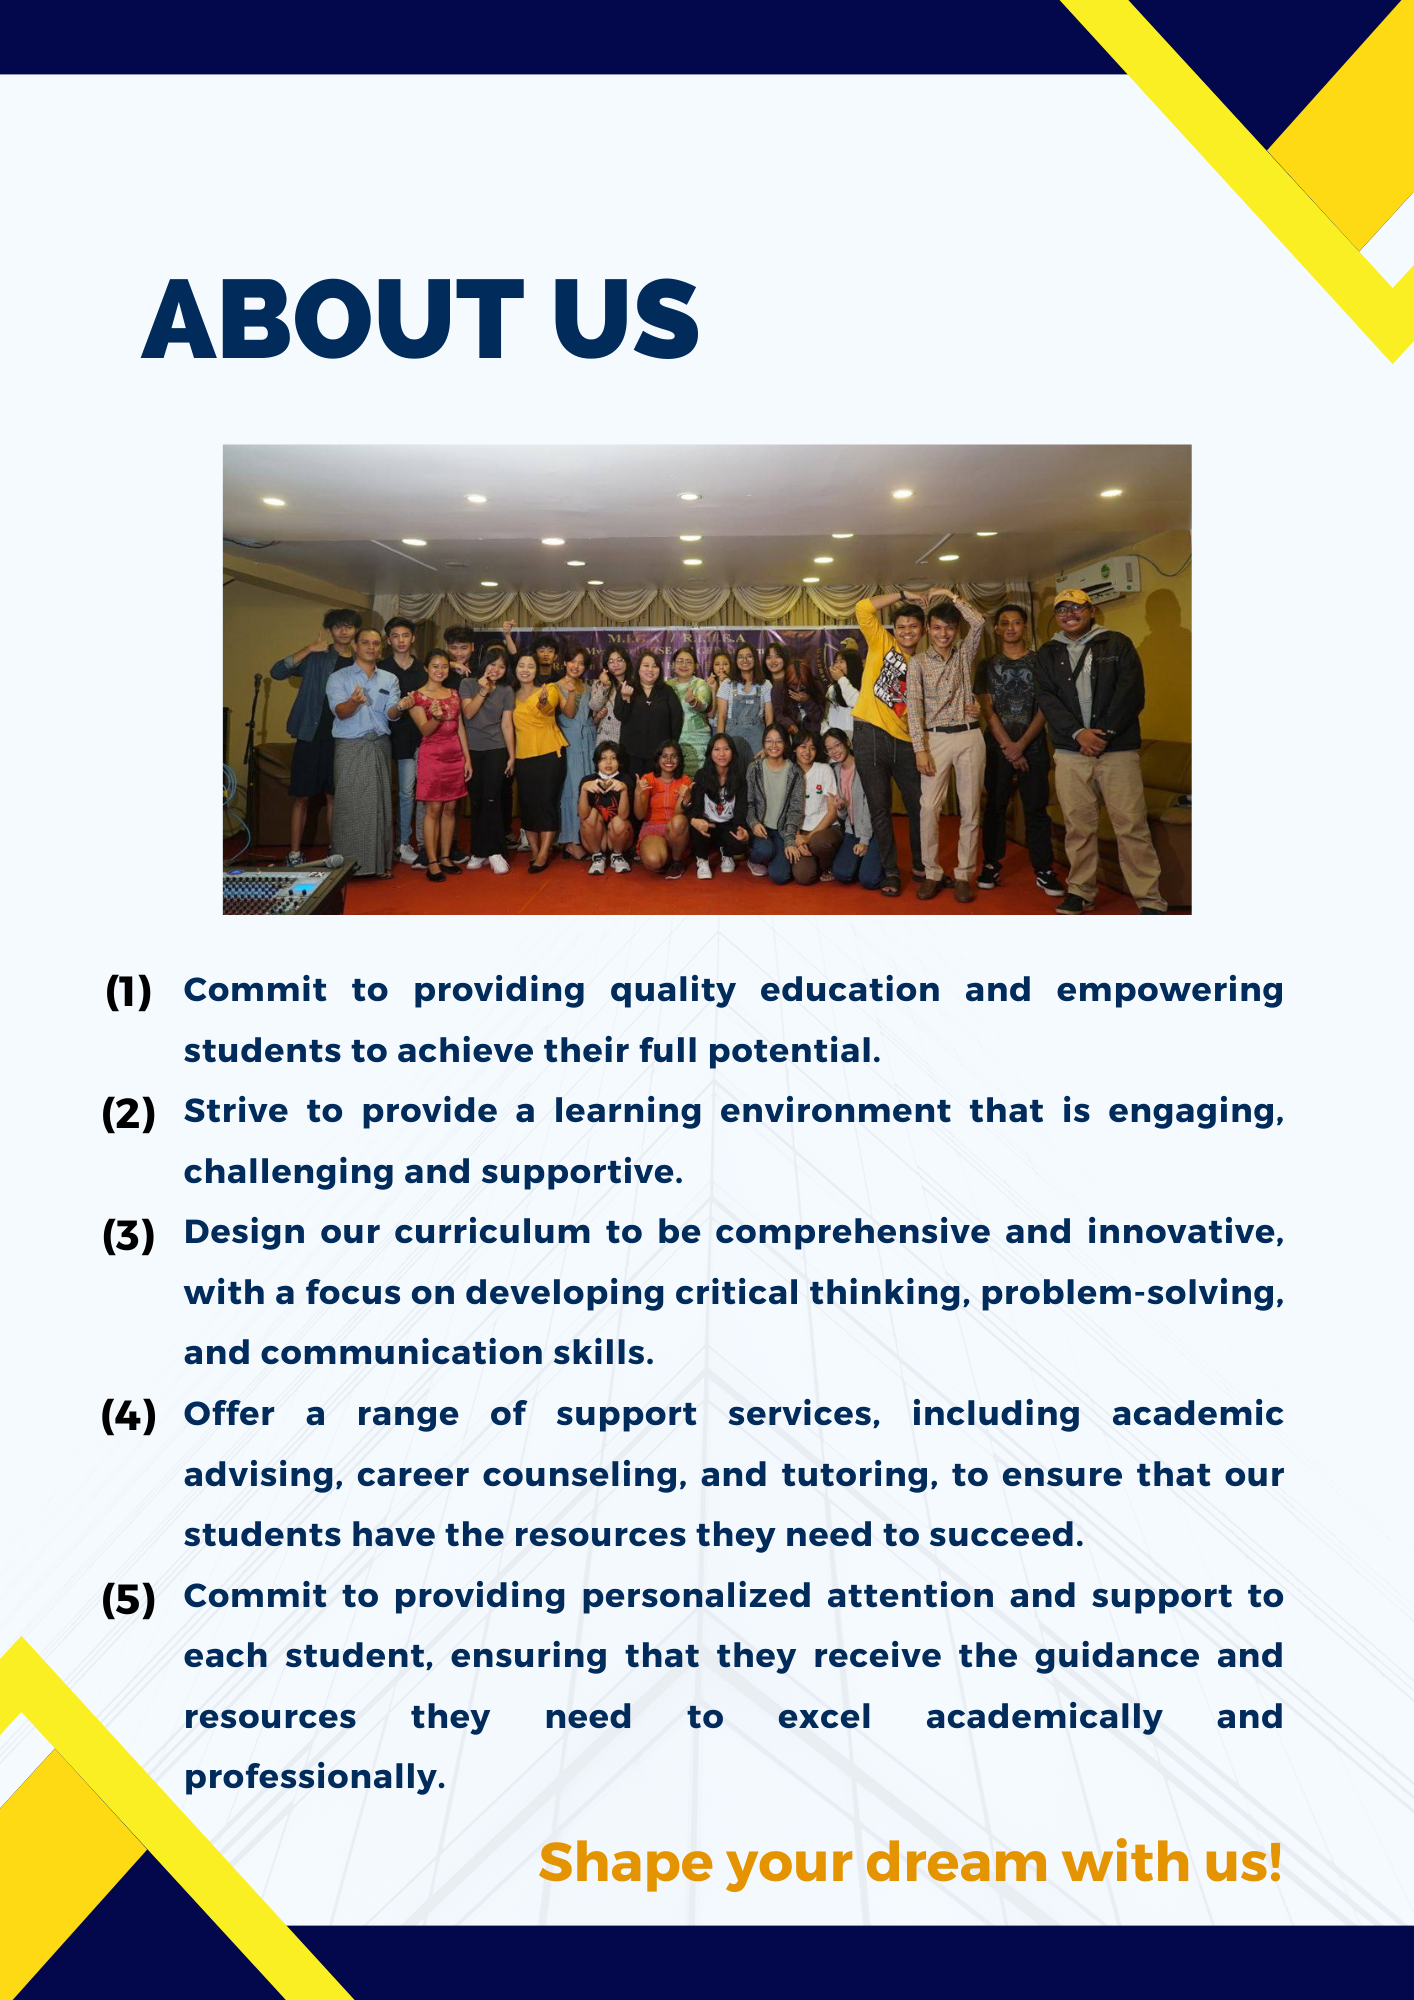 ABOUT US
(1) Commit to providing quality education and empowering
students to achieve their full potential.
(2) Strive to provide a learning environment that is engaging,
challenging and supportive.
(3) Design our curriculum to be comprehensive and innovative,
with a focus on developing critical thinking, problem-solving,
and communication skills.
(4) Offer a range of support services, including academic
advising, career counseling, and tutoring, to ensure that our
students have the resources they need to succeed.
(5) Commit to providing personalized attention and support to
each student, ensuring that they receive the guidance and
resources they need to excel academically and
professionally.
Shape your dream with us!